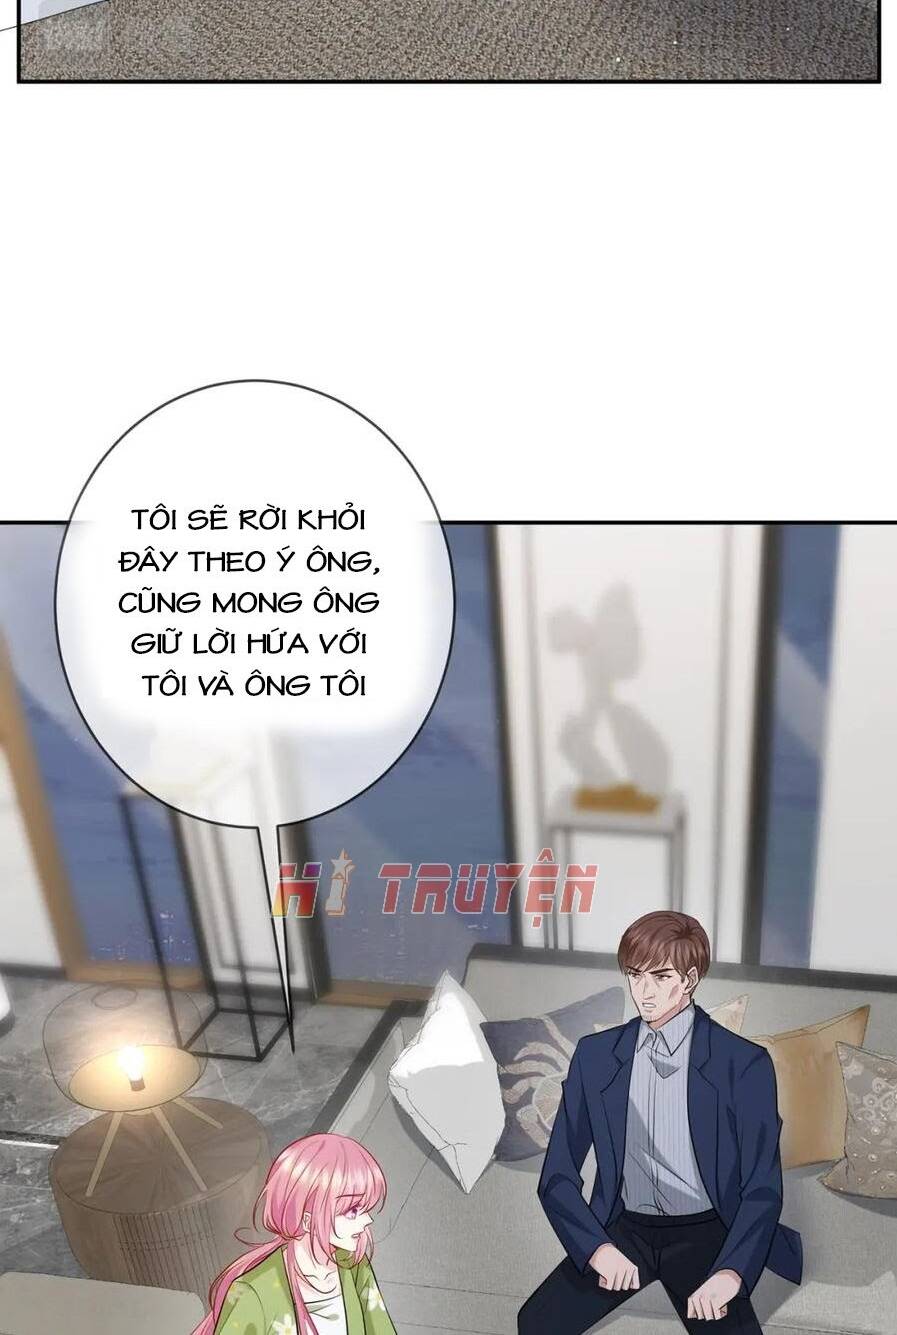 TÔI SẼ RỜI KHỎI
ĐÂY THEO Ý ÔNG,
CŨNG MONG ÔNG
GIỮ LỜI HỨA VỚI
TÔI VÀ ÔNG TÔI
HI TRUYỆN